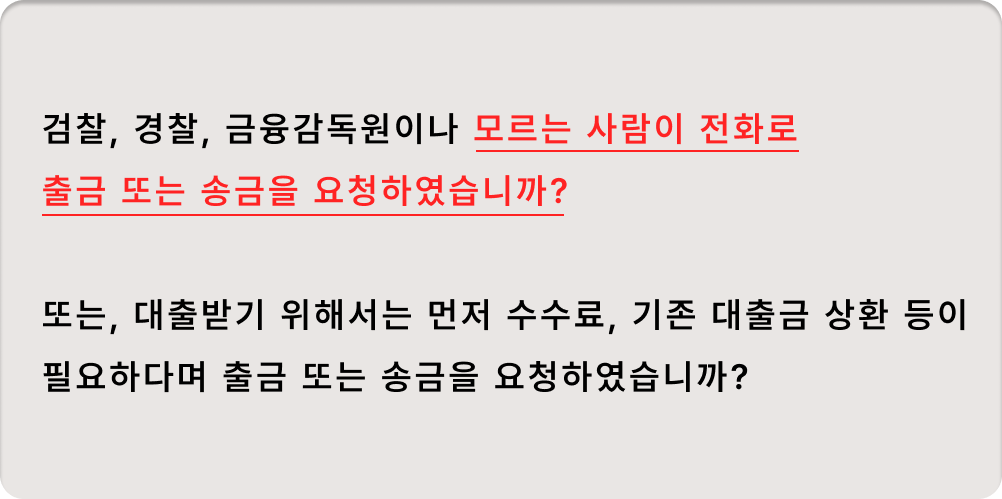 검찰, 경찰, 금융감독원이나 모르는 사람이 전화로
출금 또는 송금을 요청하였습니까?
또는, 대출받기 위해서는 먼저 수수료, 기존 대출금 상환 등이
필요하다며 출금 또는 송금을 요청하였습니까?